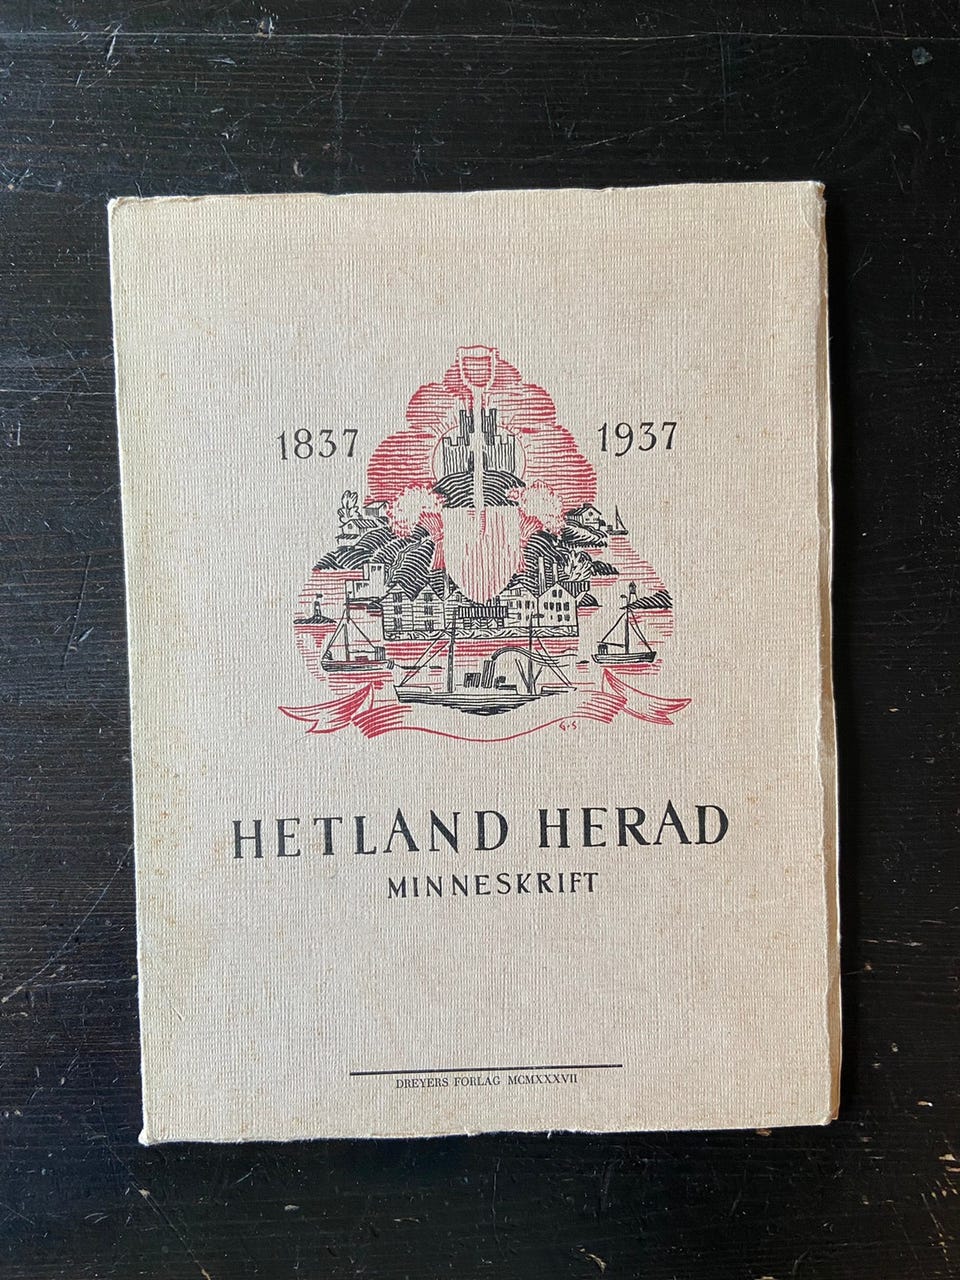 1837 1937
G.S
HETLAND HERAD
MINNESKRIFT
DREYERS FORLAG MCMXXXVII